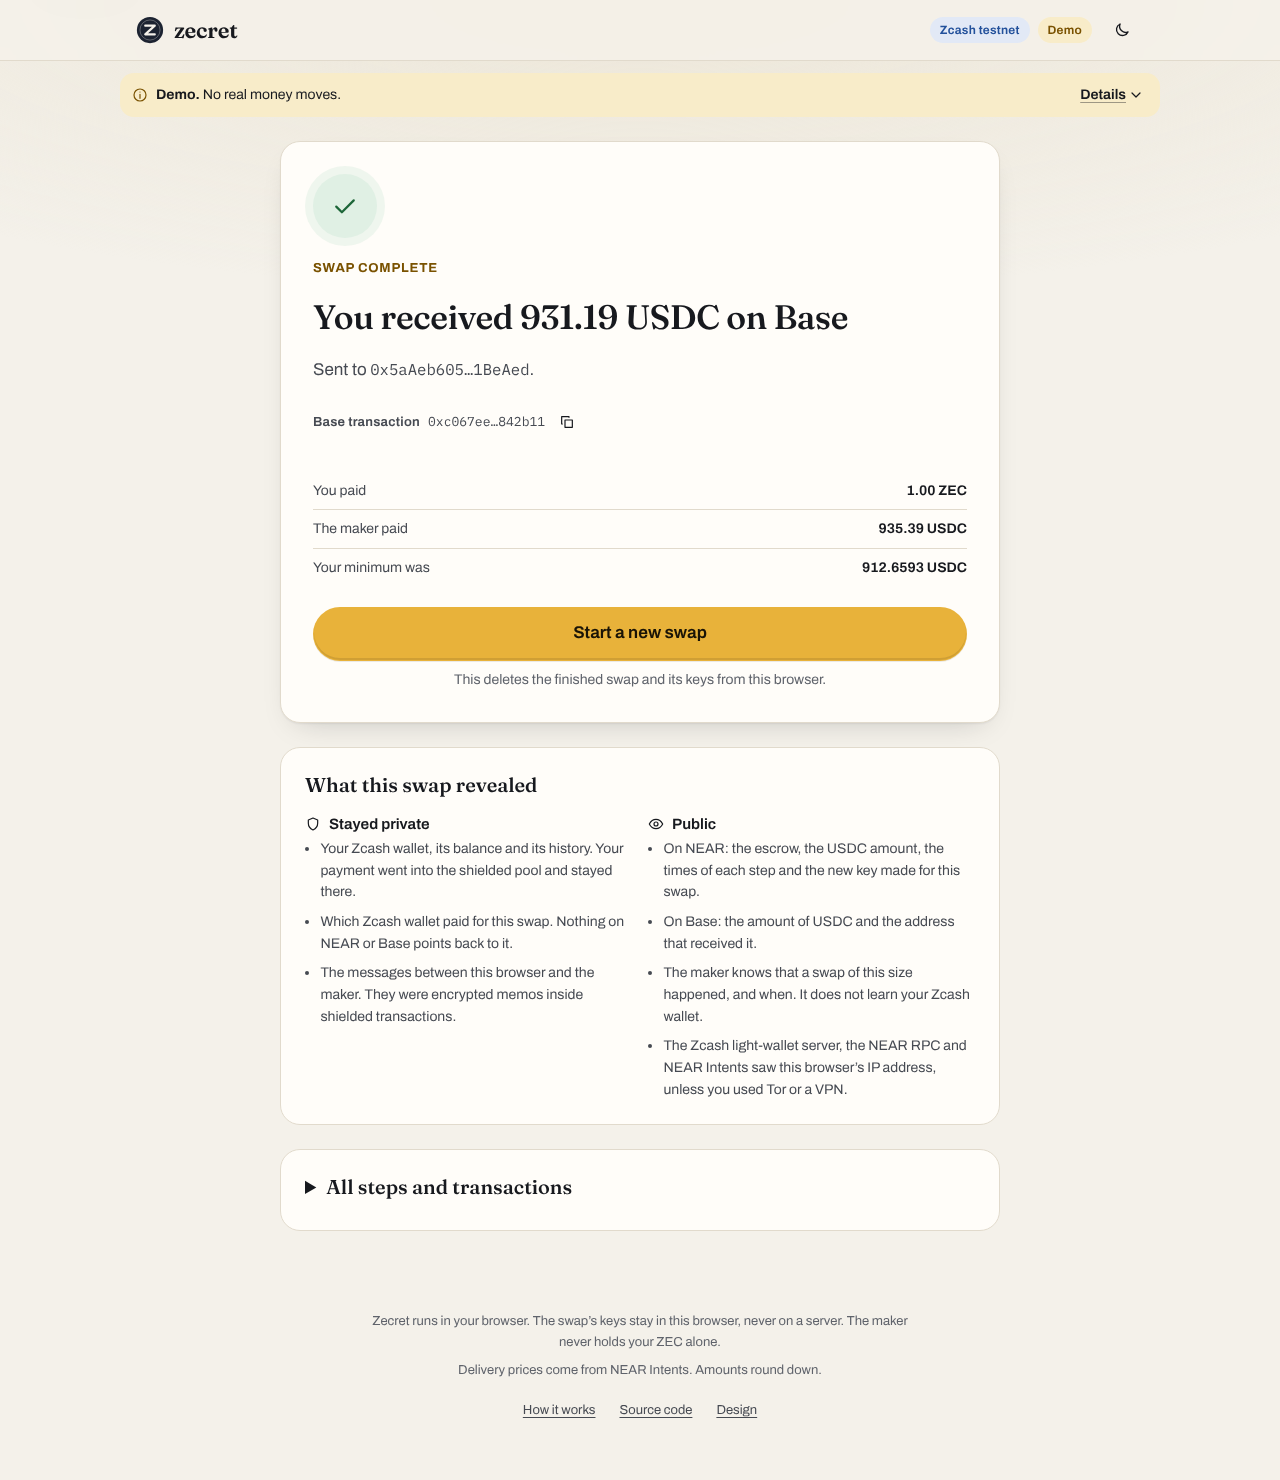 zecret
Zcash testnet
Demo
Demo. No real money moves.
Details
SWAP COMPLETE
You received 931.19 USDC on Base
Sent to 0x5aAeb605…1BeAed.
Base transaction 0xc067ee…842b11
You paid 1.00 ZEC
The maker paid 935.39 USDC
Your minimum was 912.6593 USDC
Start a new swap
This deletes the finished swap and its keys from this browser.
What this swap revealed
Stayed private
• Your Zcash wallet, its balance and its history. Your
payment went into the shielded pool and stayed
there.
• Which Zcash wallet paid for this swap. Nothing on
NEAR or Base points back to it.
• The messages between this browser and the
maker. They were encrypted memos inside
shielded transactions.
Public
• On NEAR: the escrow, the USDC amount, the
times of each step and the new key made for this
swap.
• On Base: the amount of USDC and the address
that received it.
• The maker knows that a swap of this size
happened, and when. It does not learn your Zcash
wallet.
• The Zcash light-wallet server, the NEAR RPC and
NEAR Intents saw this browser’s IP address,
unless you used Tor or a VPN.
All steps and transactions
Zecret runs in your browser. The swap’s keys stay in this browser, never on a server. The maker
never holds your ZEC alone.
Delivery prices come from NEAR Intents. Amounts round down.
How it works
Source code
Design